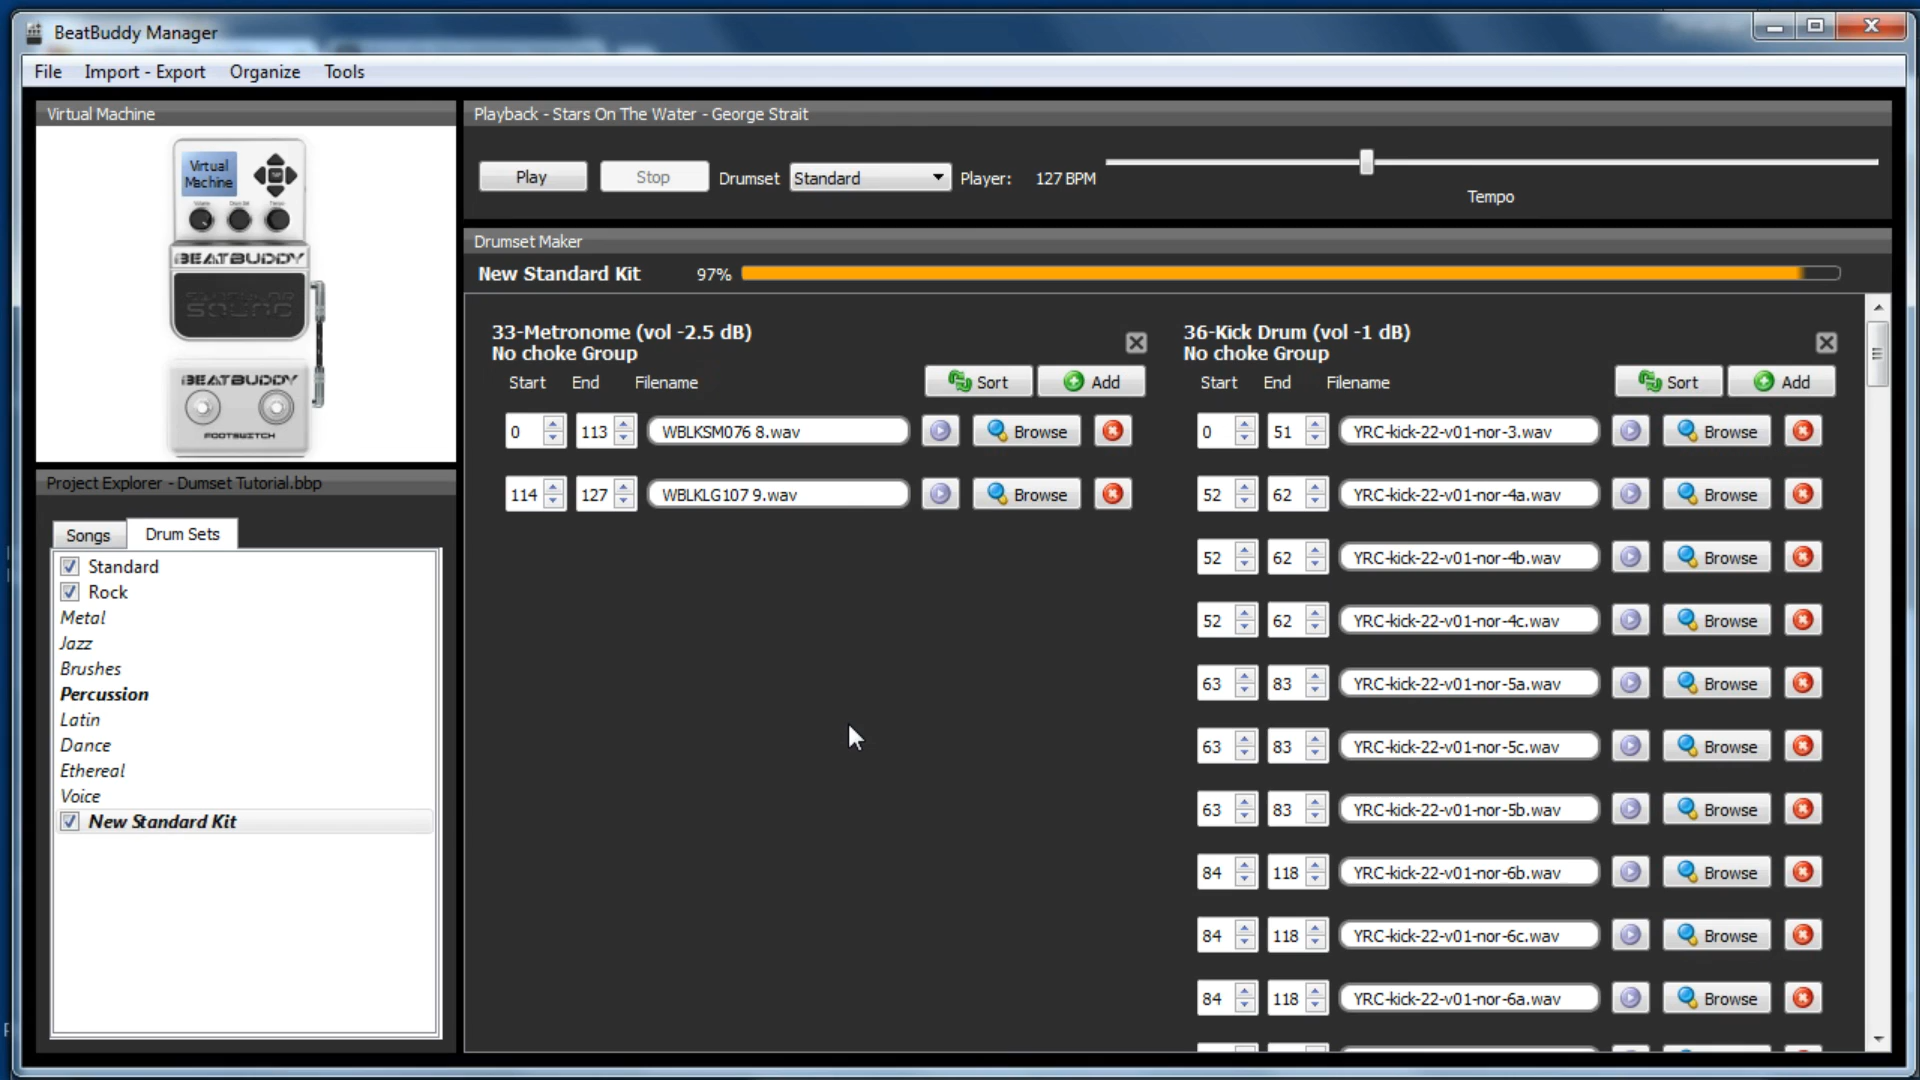 BeatBuddy Manager
File Import - Export Organize Tools
Virtual Machine
Virtual
Machine
BEATBUDDY
BEATBUDDY
FOOTSWITCH
Project Explorer - Dumset Tutorial.bbp
Songs Drum Sets
Standard
Rock
Metal
Jazz
Brushes
Percussion
Latin
Dance
Ethereal
Voice
New Standard Kit
Playback - Stars On The Water - George Strait
Play Stop Drumset Standard Player: 127 BPM
Tempo
Drumset Maker
New Standard Kit 97%
33-Metronome (vol -2.5 dB)
No choke Group
Start End Filename Sort Add
0 113 WBLKSM076 8.wav Browse
114 127 WBLKLG107 9.wav Browse
36-Kick Drum (vol -1 dB)
No choke Group
Start End Filename Sort Add
0 51 YRC-kick-22-v01-nor-3.wav Browse
52 62 YRC-kick-22-v01-nor-4a.wav Browse
52 62 YRC-kick-22-v01-nor-4b.wav Browse
52 62 YRC-kick-22-v01-nor-4c.wav Browse
63 83 YRC-kick-22-v01-nor-5a.wav Browse
63 83 YRC-kick-22-v01-nor-5c.wav Browse
63 83 YRC-kick-22-v01-nor-5b.wav Browse
84 118 YRC-kick-22-v01-nor-6b.wav Browse
84 118 YRC-kick-22-v01-nor-6c.wav Browse
84 118 YRC-kick-22-v01-nor-6a.wav Browse